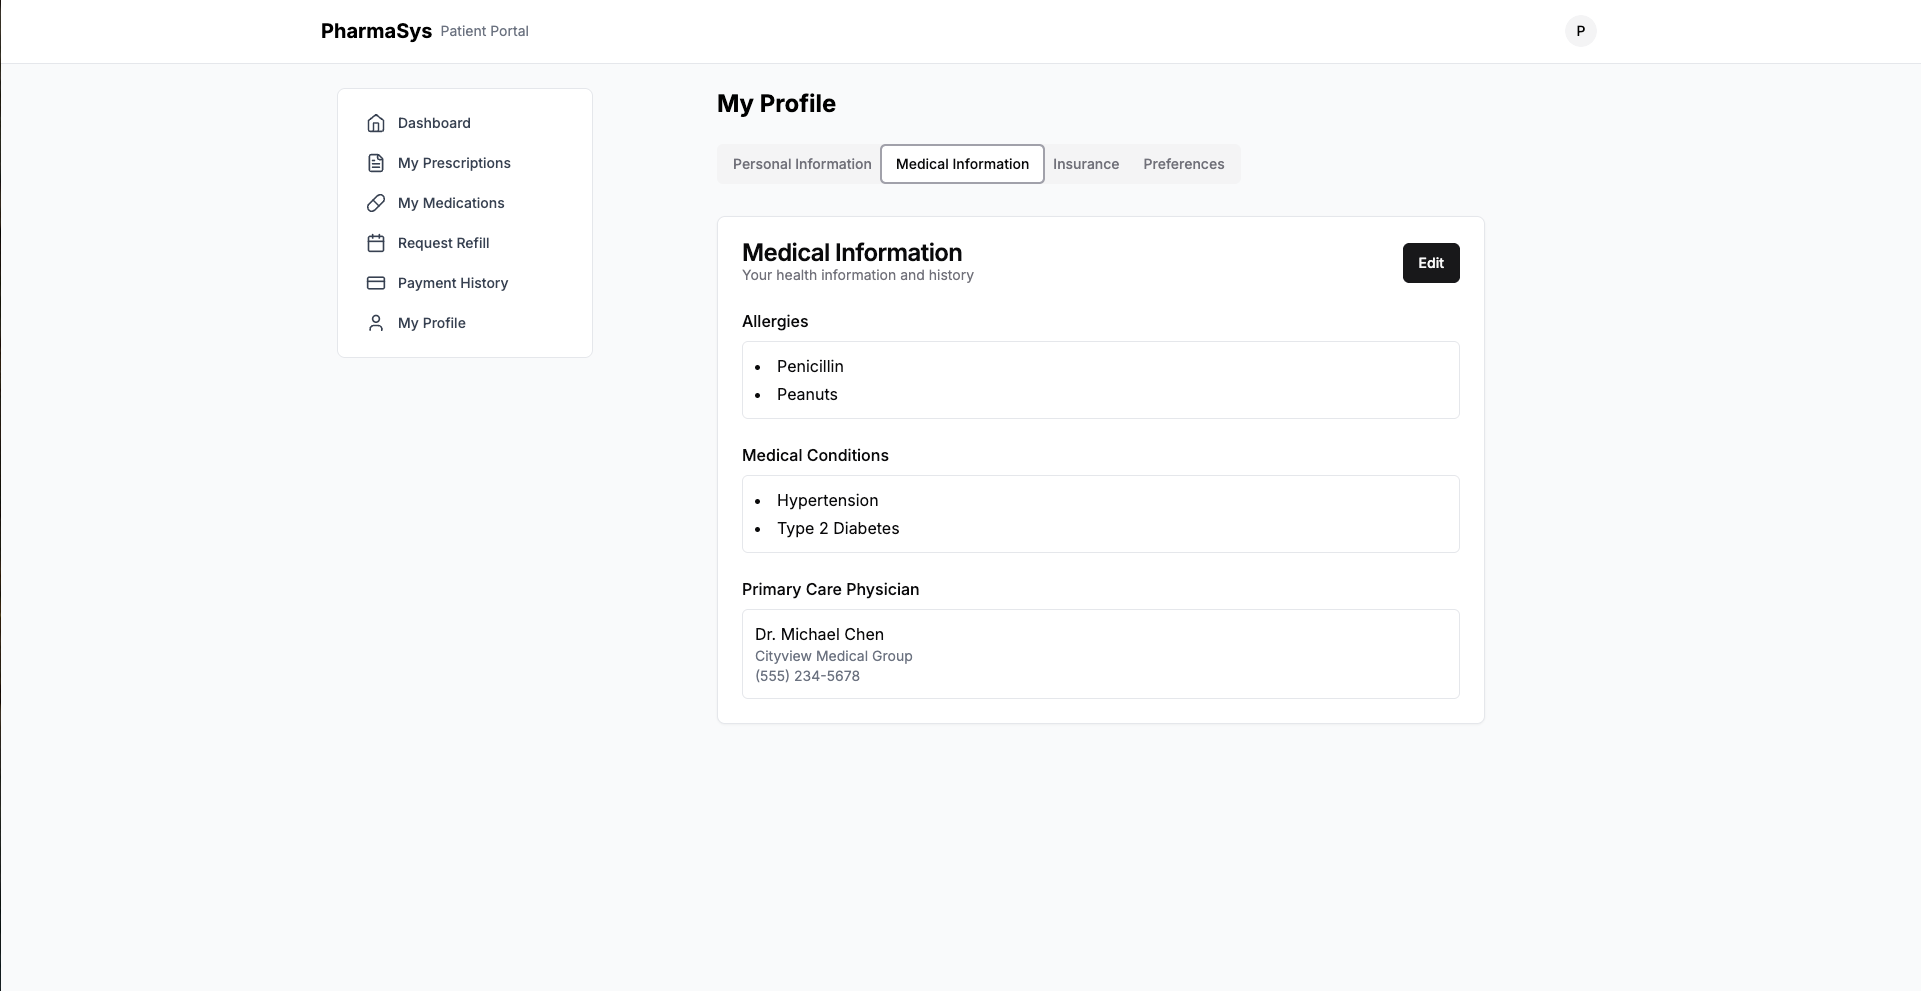 PharmaSys Patient Portal
P
Dashboard
My Prescriptions
My Medications
Request Refill
Payment History
My Profile
My Profile
Personal Information Medical Information Insurance Preferences
Medical Information
Your health information and history
Edit
Allergies
• Penicillin
• Peanuts
Medical Conditions
• Hypertension
• Type 2 Diabetes
Primary Care Physician
Dr. Michael Chen
Cityview Medical Group
(555) 234-5678